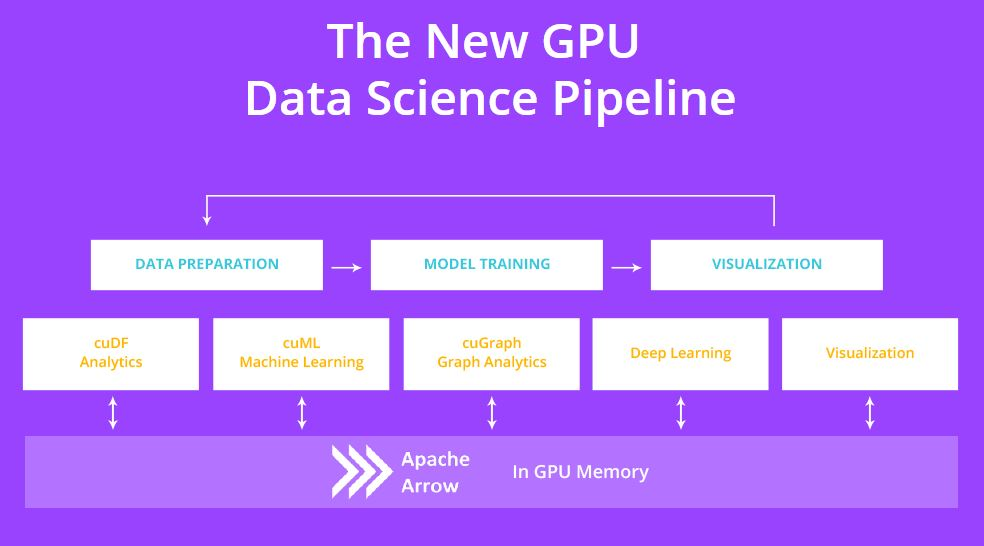 The New GPU
Data Science Pipeline
DATA PREPARATION
MODEL TRAINING
VISUALIZATION
cuDF
Analytics
cuML
Machine Learning
cuGraph
Graph Analytics
Deep Learning
Visualization
Apache
Arrow
In GPU Memory